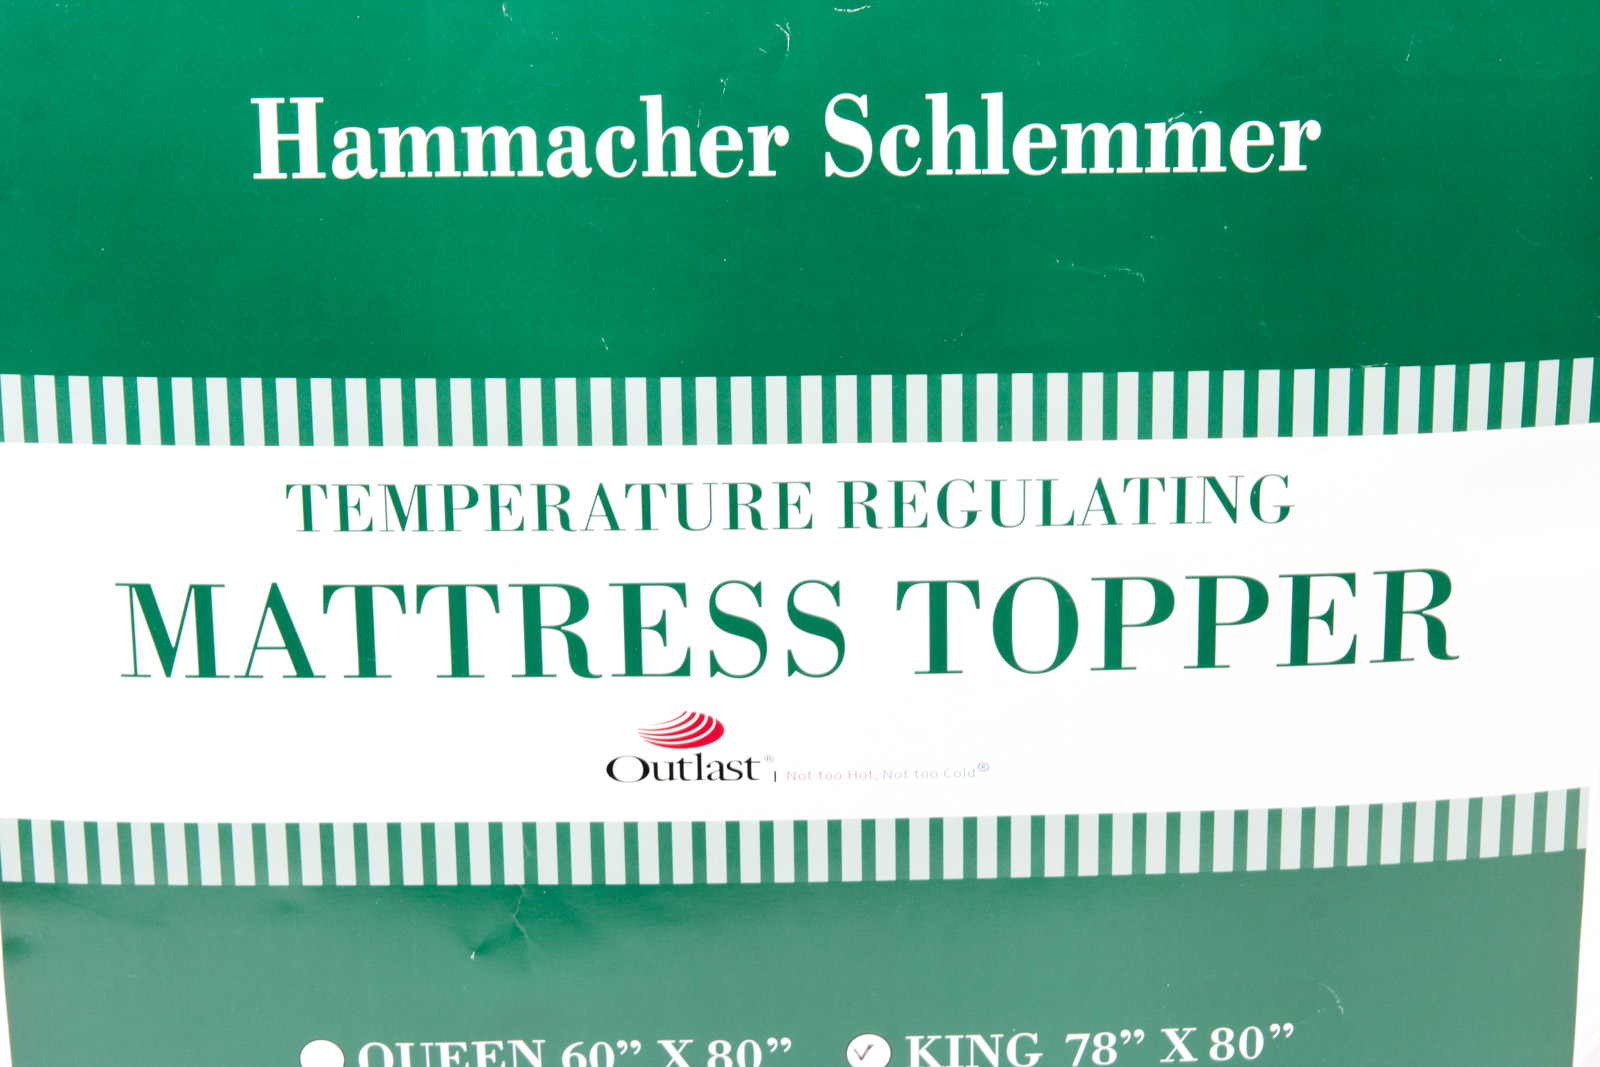 Hammacher Schlemmer
TEMPERATURE REGULATING
MATTRESS TOPPER
Outlast® | Not too Hot, Not too Cold®
QUEEN 60” X 80” ✓ KING 78” X 80”